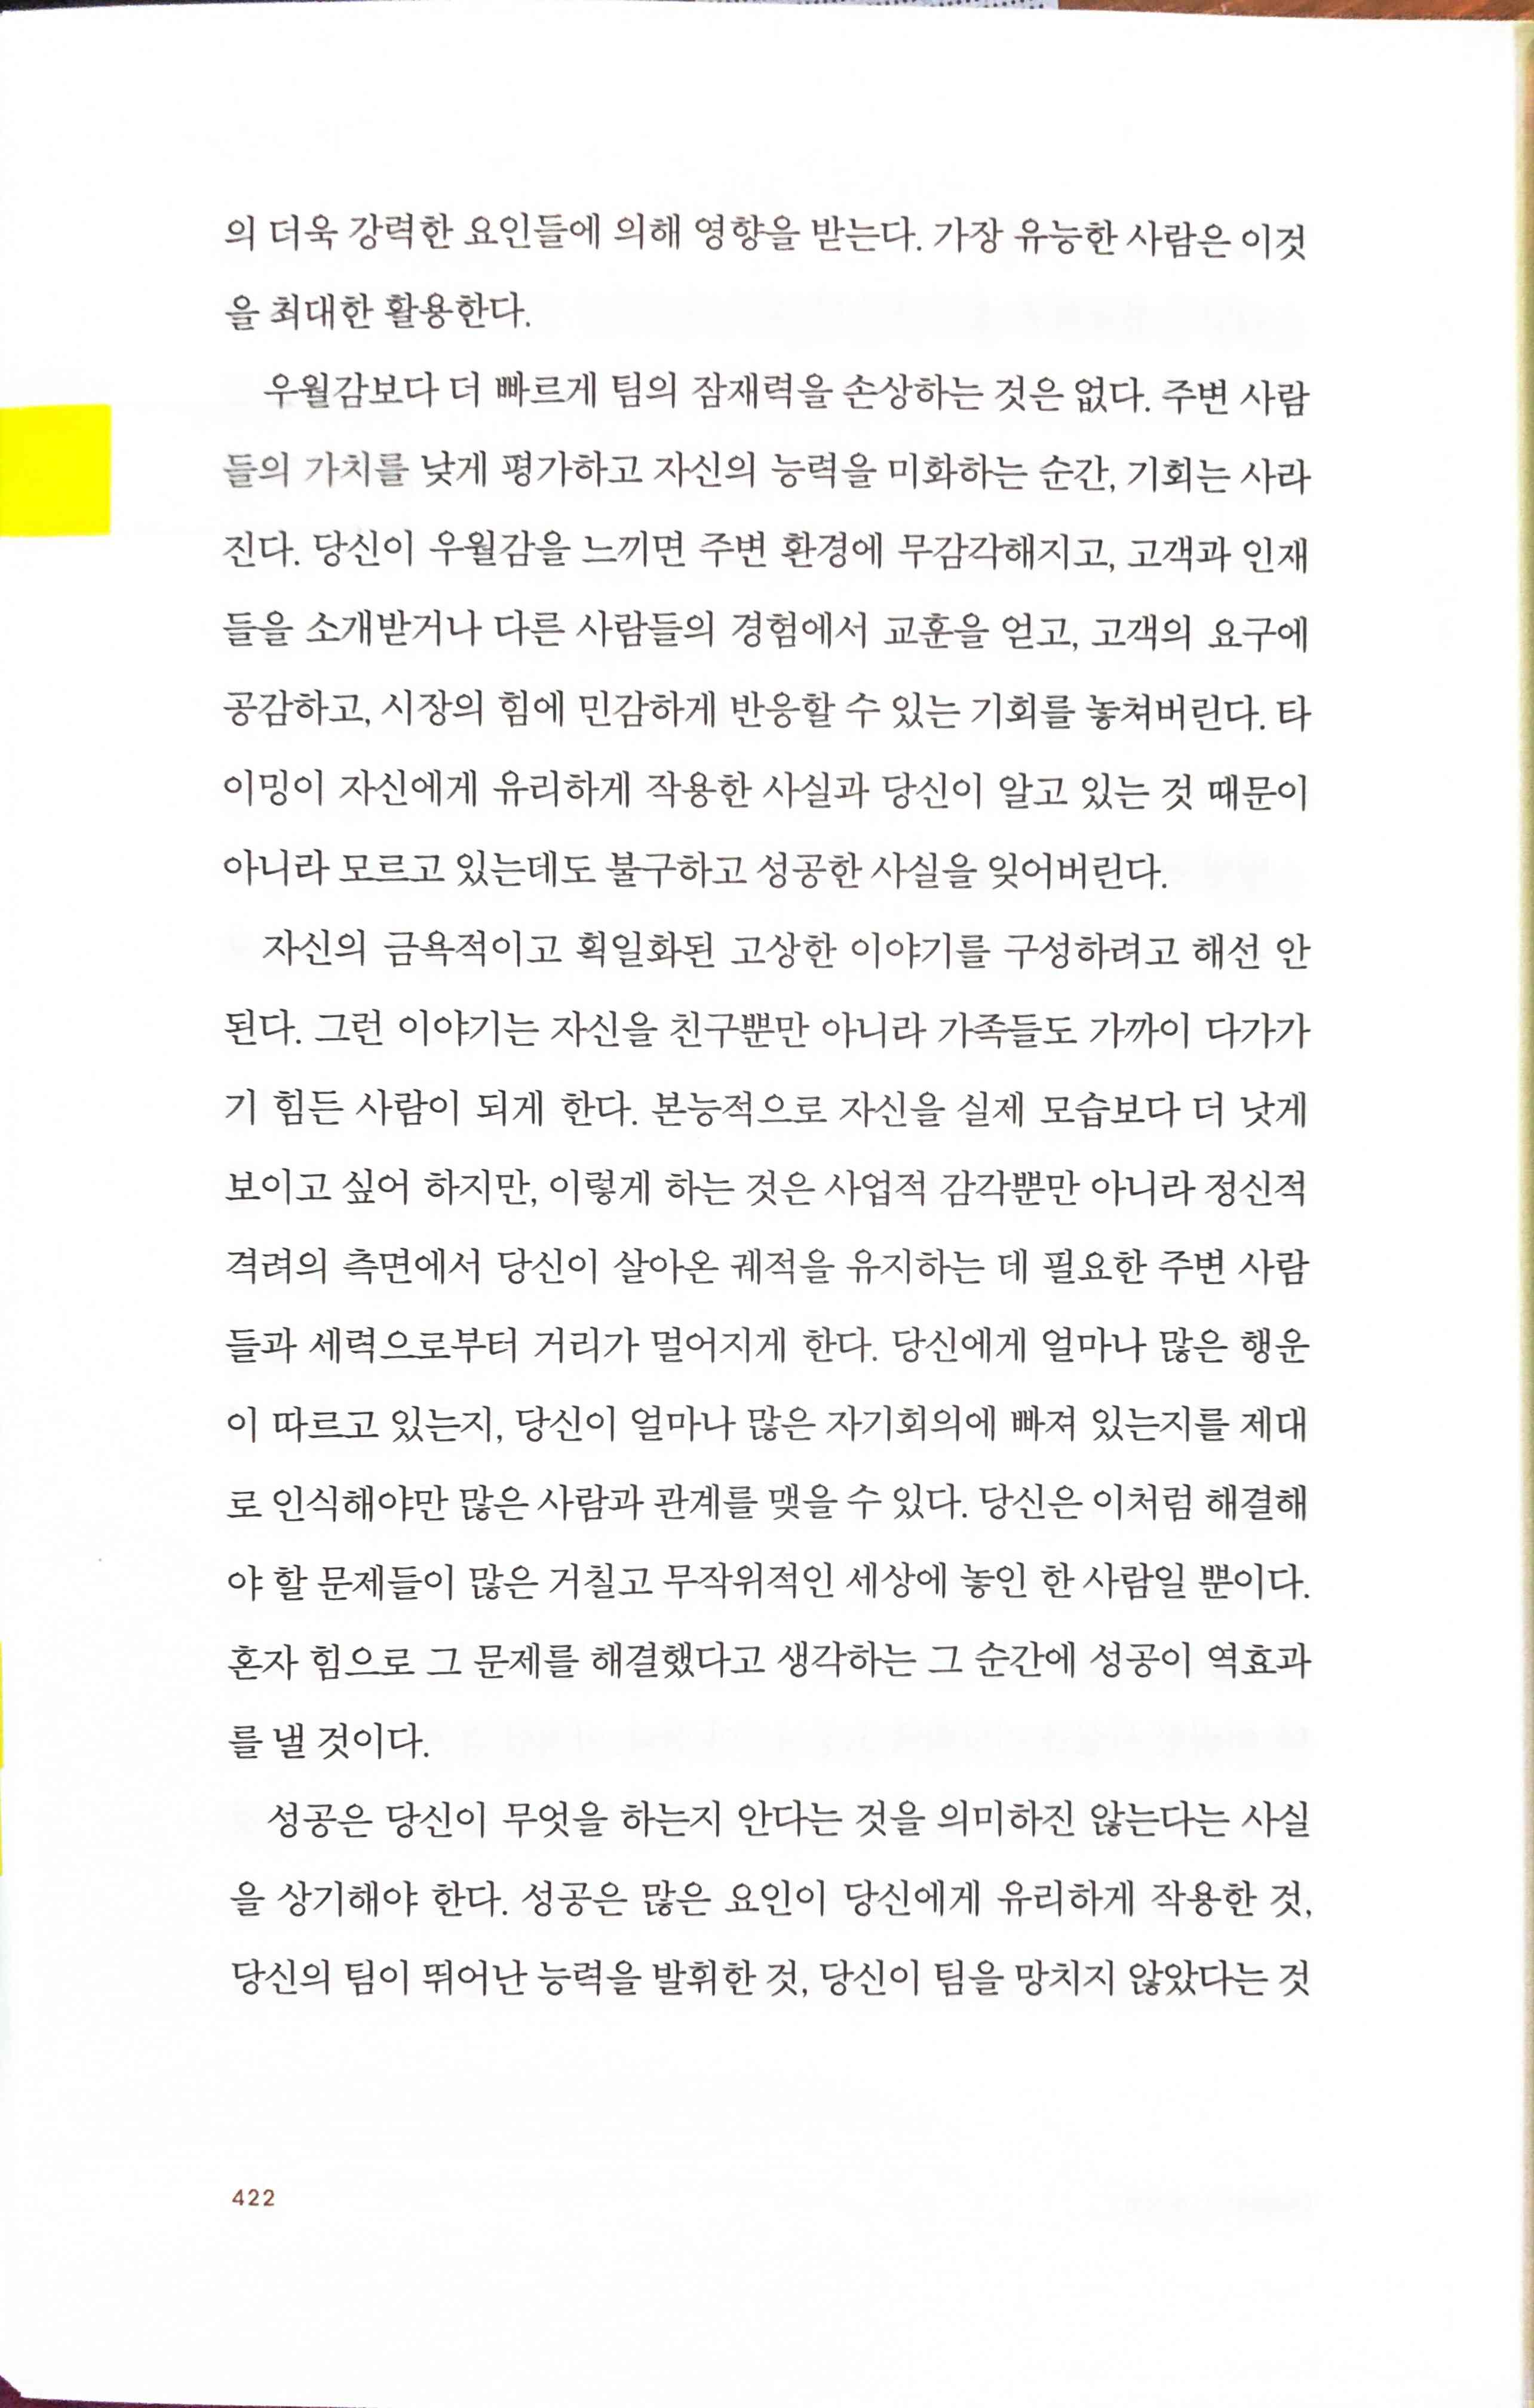 의 더욱 강력한 요인들에 의해 영향을 받는다. 가장 유능한 사람은 이것
을 최대한 활용한다.
우월감보다 더 빠르게 팀의 잠재력을 손상하는 것은 없다. 주변 사람
들의 가치를 낮게 평가하고 자신의 능력을 미화하는 순간, 기회는 사라
진다. 당신이 우월감을 느끼면 주변 환경에 무감각해지고, 고객과 인재
들을 소개받거나 다른 사람들의 경험에서 교훈을 얻고, 고객의 요구에
공감하고, 시장의 힘에 민감하게 반응할 수 있는 기회를 놓쳐버린다. 타
이밍이 자신에게 유리하게 작용한 사실과 당신이 알고 있는 것 때문이
아니라 모르고 있는데도 불구하고 성공한 사실을 잊어버린다.
자신의 금욕적이고 획일화된 고상한 이야기를 구성하려고 해선 안
된다. 그런 이야기는 자신을 친구뿐만 아니라 가족들도 가까이 다가가
기 힘든 사람이 되게 한다. 본능적으로 자신을 실제 모습보다 더 낫게
보이고 싶어 하지만, 이렇게 하는 것은 사업적 감각뿐만 아니라 정신적
격려의 측면에서 당신이 살아온 궤적을 유지하는 데 필요한 주변 사람
들과 세력으로부터 거리가 멀어지게 한다. 당신에게 얼마나 많은 행운
이 따르고 있는지, 당신이 얼마나 많은 자기회의에 빠져 있는지를 제대
로 인식해야만 많은 사람과 관계를 맺을 수 있다. 당신은 이처럼 해결해
야 할 문제들이 많은 거칠고 무작위적인 세상에 놓인 한 사람일 뿐이다.
혼자 힘으로 그 문제를 해결했다고 생각하는 그 순간에 성공이 역효과
를 낼 것이다.
성공은 당신이 무엇을 하는지 안다는 것을 의미하진 않는다는 사실
을 상기해야 한다. 성공은 많은 요인이 당신에게 유리하게 작용한 것,
당신의 팀이 뛰어난 능력을 발휘한 것, 당신이 팀을 망치지 않았다는 것
422